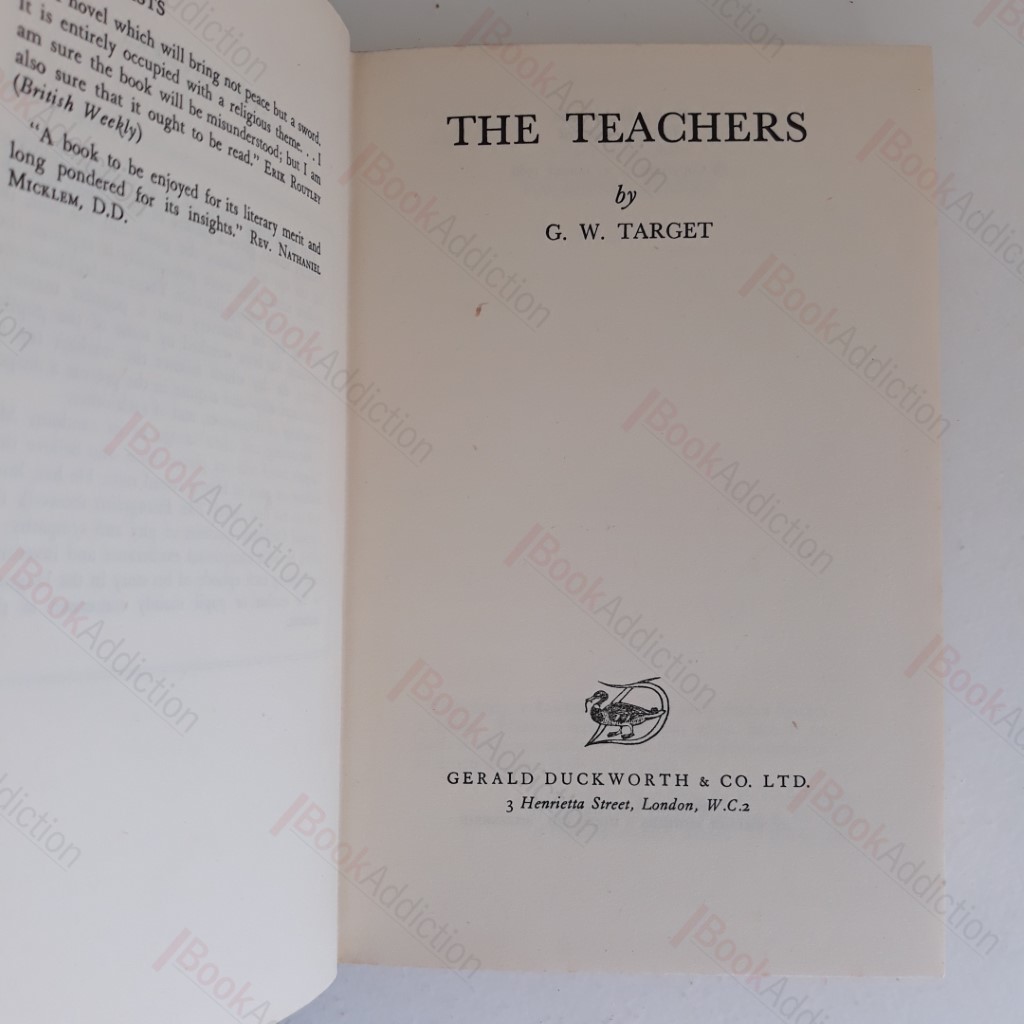 STS
novel which will bring not peace but a sword.
It is entirely occupied with a religious theme. . . I
am sure the book will be misunderstood; but I am
also sure that it ought to be read." ERIK ROUTLEY
(British Weekly)
"A book to be enjoyed for its literary merit and
long pondered for its insights." REV. NATHANIEL
MICKLEM, D.D.
THE TEACHERS
by
G. W. TARGET
GERALD DUCKWORTH & CO. LTD.
3 Henrietta Street, London, W.C.2
BookAddiction